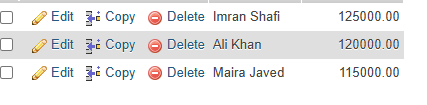 Edit Copy Delete Imran Shafi 125000.00
Edit Copy Delete Ali Khan 120000.00
Edit Copy Delete Maira Javed 115000.00